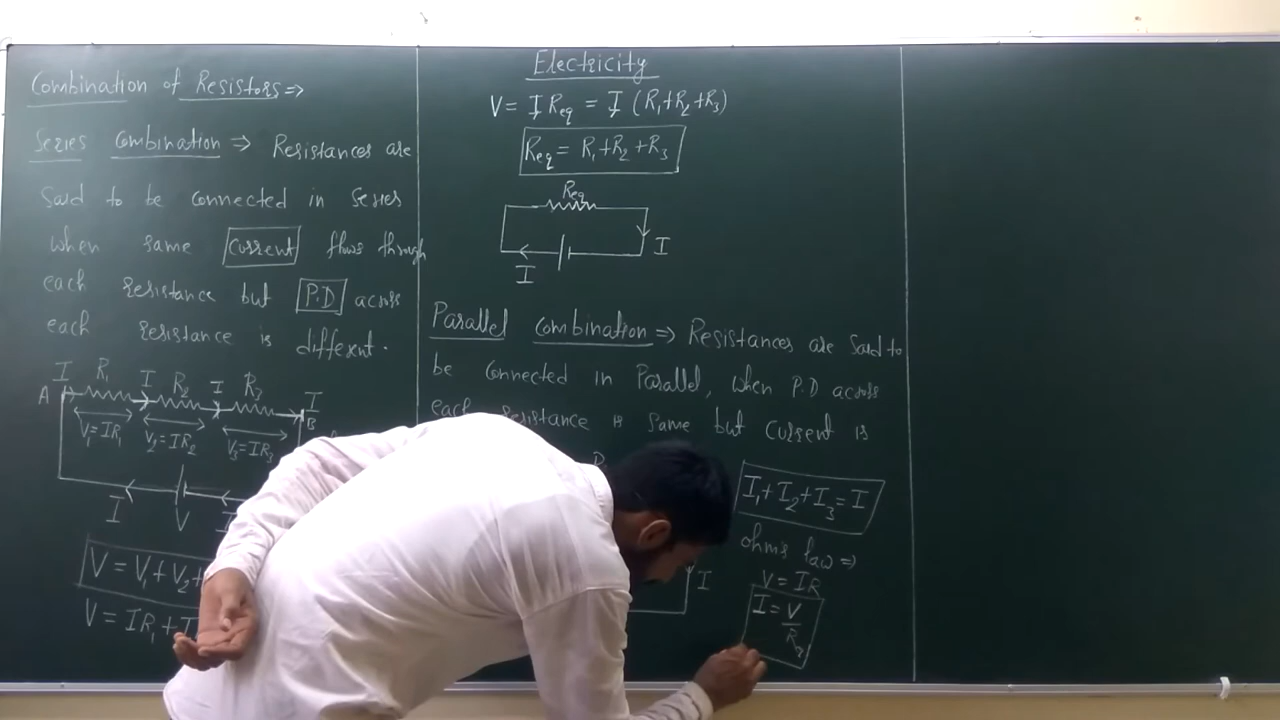 Combination of Resistors ⇒
Series Combination ⇒ Resistances are
Said to be connected in Series
when same Current flows through
each resistance but P.D across
each resistance is different.
I R₁ I R₂ I R₃ I
A B
V₁=IR₁ V₂=IR₂ V₃=IR₃
I V
V = V₁+V₂+
V = IR₁+I
Electricity
V = I Req = I (R₁+R₂+R₃)
Req = R₁+R₂+R₃
Req
I
I
Parallel Combination ⇒ Resistances are Said to
be Connected in Parallel, when P.D across
each resistance is same but Current is
I₁+I₂+I₃=I
ohm's law ⇒
V = IR
I = V/R
I